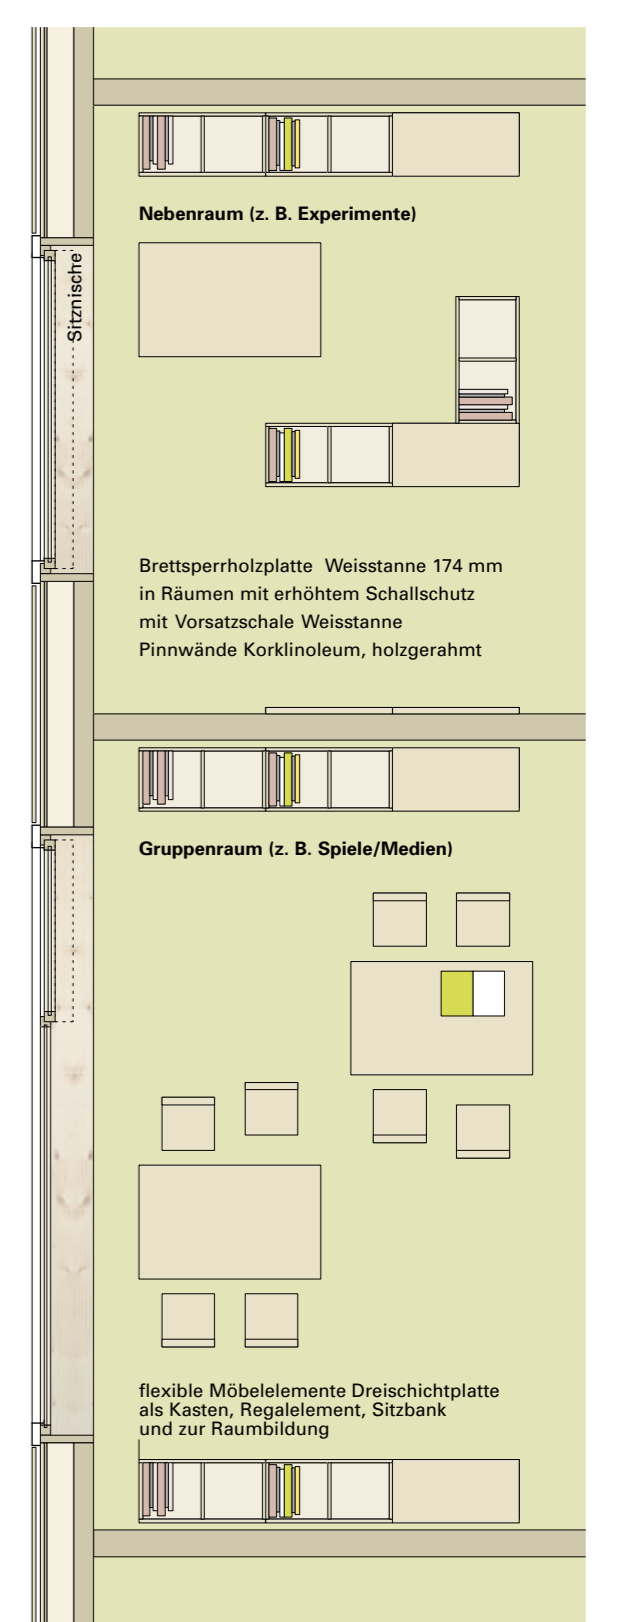 Nebenraum (z. B. Experimente)
Sitznische
Brettsperrholzplatte Weisstanne 174 mm
in Räumen mit erhöhtem Schallschutz
mit Vorsatzschale Weisstanne
Pinnwände Korklinoleum, holzgerahmt
Gruppenraum (z. B. Spiele/Medien)
flexible Möbelelemente Dreischichtplatte
als Kasten, Regalelement, Sitzbank
und zur Raumbildung